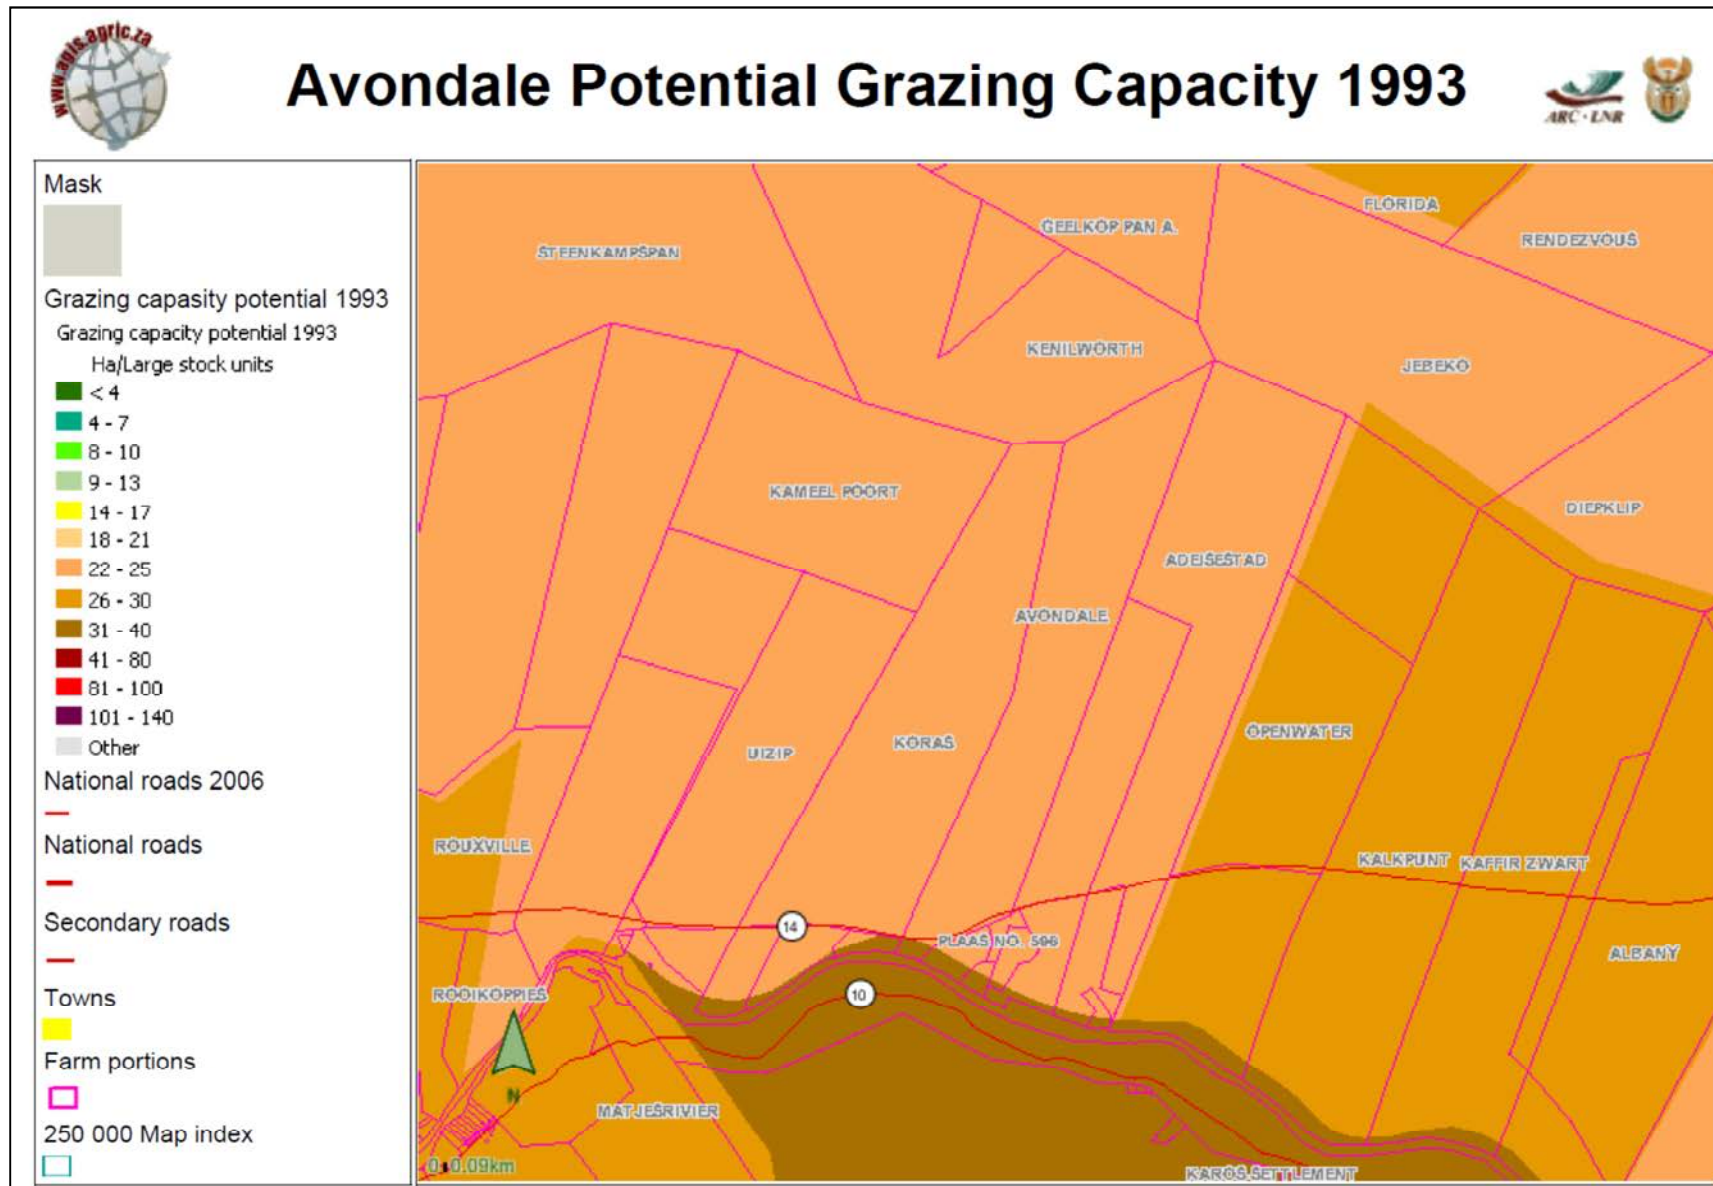 www.agis.agric.za
Avondale Potential Grazing Capacity 1993
ARC • LNR
Mask
Grazing capasity potential 1993
Grazing capacity potential 1993
Ha/Large stock units
< 4
4 - 7
8 - 10
9 - 13
14 - 17
18 - 21
22 - 25
26 - 30
31 - 40
41 - 80
81 - 100
101 - 140
Other
National roads 2006
National roads
Secondary roads
Towns
Farm portions
250 000 Map index
FLORIDA
GEELKOP PAN A.
RENDEZVOUS
STEENKAMPSPAN
KENILWORTH
JEBEKO
KAMEEL POORT
DIEPKLIP
ADEISESTAD
AVONDALE
OPENWATER
KORAS
UIZIP
ROUXVILLE
KALKPUNT
KAFFIR ZWART
14
PLAAS NO. 596
ALBANY
ROOIKOPPIES
10
N
MATJESRIVIER
0 0.09km
KAROS SETTLEMENT